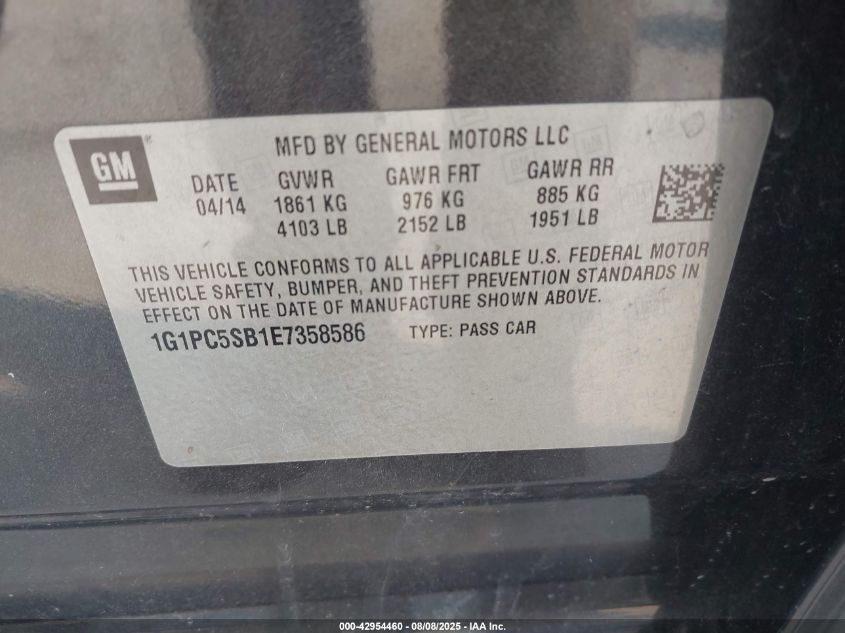 GM
MFD BY GENERAL MOTORS LLC
DATE GVWR GAWR FRT GAWR RR
04/14 1861 KG 976 KG 885 KG
4103 LB 2152 LB 1951 LB
THIS VEHICLE CONFORMS TO ALL APPLICABLE U.S. FEDERAL MOTOR
VEHICLE SAFETY, BUMPER, AND THEFT PREVENTION STANDARDS IN
EFFECT ON THE DATE OF MANUFACTURE SHOWN ABOVE.
1G1PC5SB1E7358586 TYPE: PASS CAR
000-42954460 - 08/08/2025 - IAA Inc.